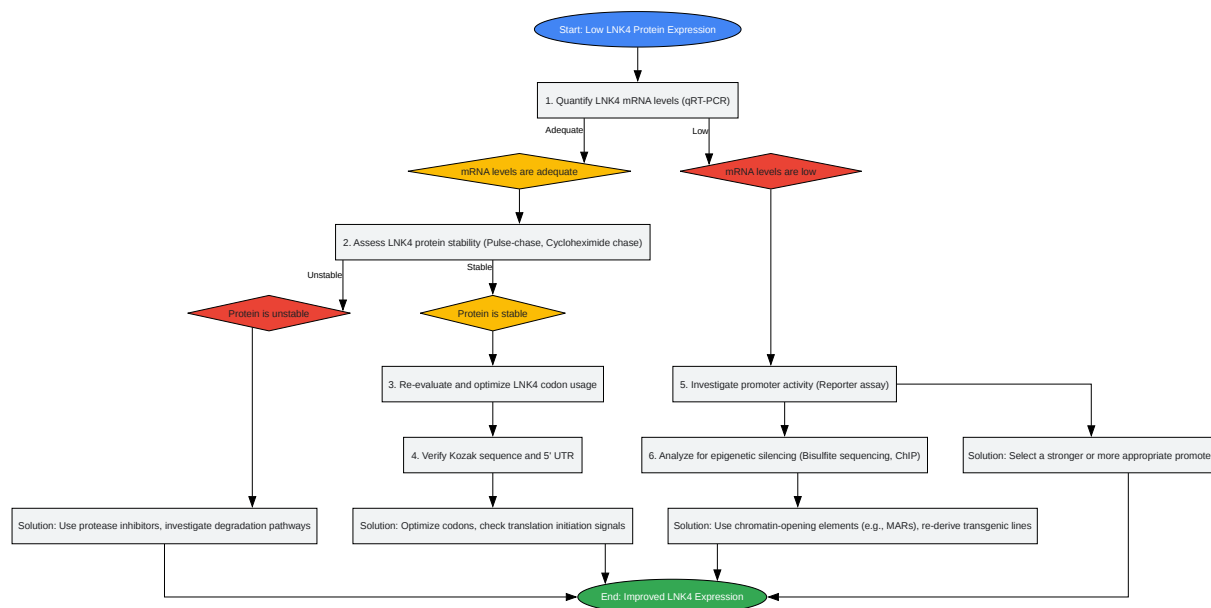 Start: Low LNK4 Protein Expression
1. Quantify LNK4 mRNA levels (qRT-PCR)
Adequate
Low
mRNA levels are adequate
mRNA levels are low
2. Assess LNK4 protein stability (Pulse-chase, Cycloheximide chase)
Unstable
Stable
Protein is unstable
Protein is stable
3. Re-evaluate and optimize LNK4 codon usage
5. Investigate promoter activity (Reporter assay)
4. Verify Kozak sequence and 5' UTR
6. Analyze for epigenetic silencing (Bisulfite sequencing, ChIP)
Solution: Select a stronger or more appropriate promote
Solution: Use protease inhibitors, investigate degradation pathways
Solution: Optimize codons, check translation initiation signals
Solution: Use chromatin-opening elements (e.g., MARs), re-derive transgenic lines
End: Improved LNK4 Expression